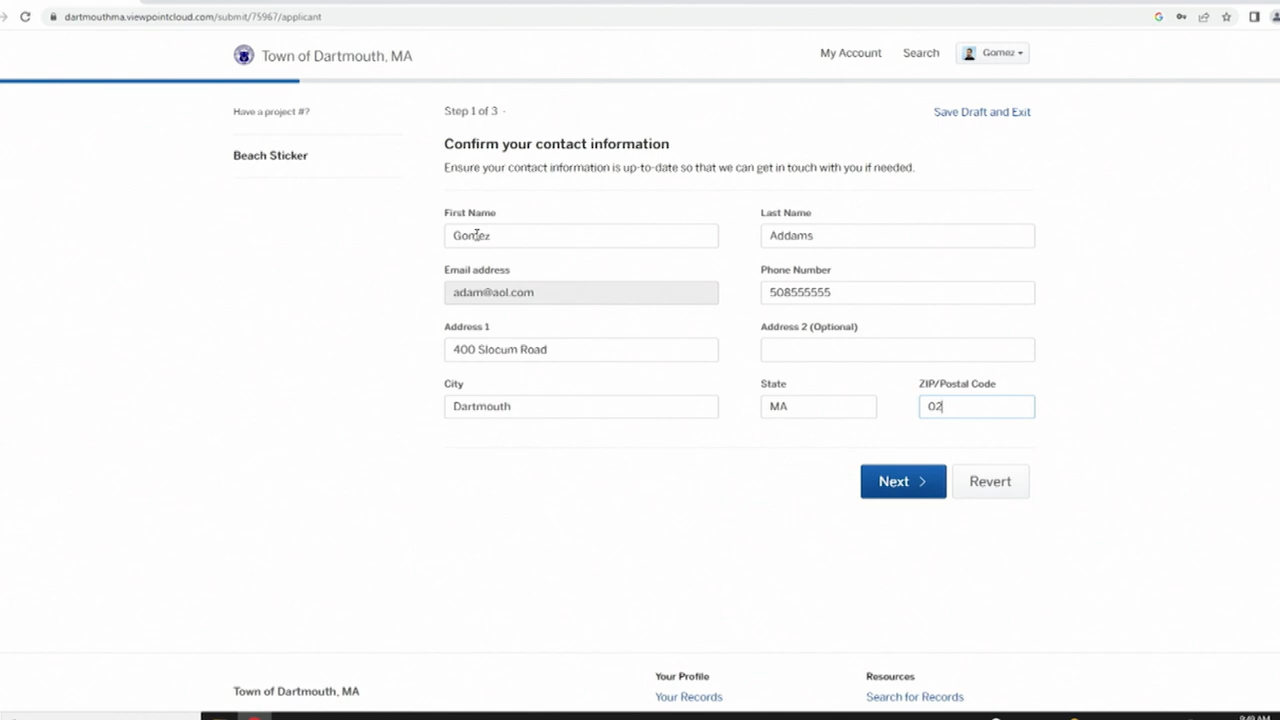 dartmouthma.viewpointcloud.com/submit/75967/applicant
Town of Dartmouth, MA
My Account Search Gomez
Have a project #?
Step 1 of 3 ·
Save Draft and Exit
Beach Sticker
Confirm your contact information
Ensure your contact information is up-to-date so that we can get in touch with you if needed.
First Name Last Name
Gomez Addams
Email address Phone Number
adam@aol.com 508555555
Address 1 Address 2 (Optional)
400 Slocum Road
City State ZIP/Postal Code
Dartmouth MA 02
Next Revert
Town of Dartmouth, MA
Your Profile Resources
Your Records Search for Records